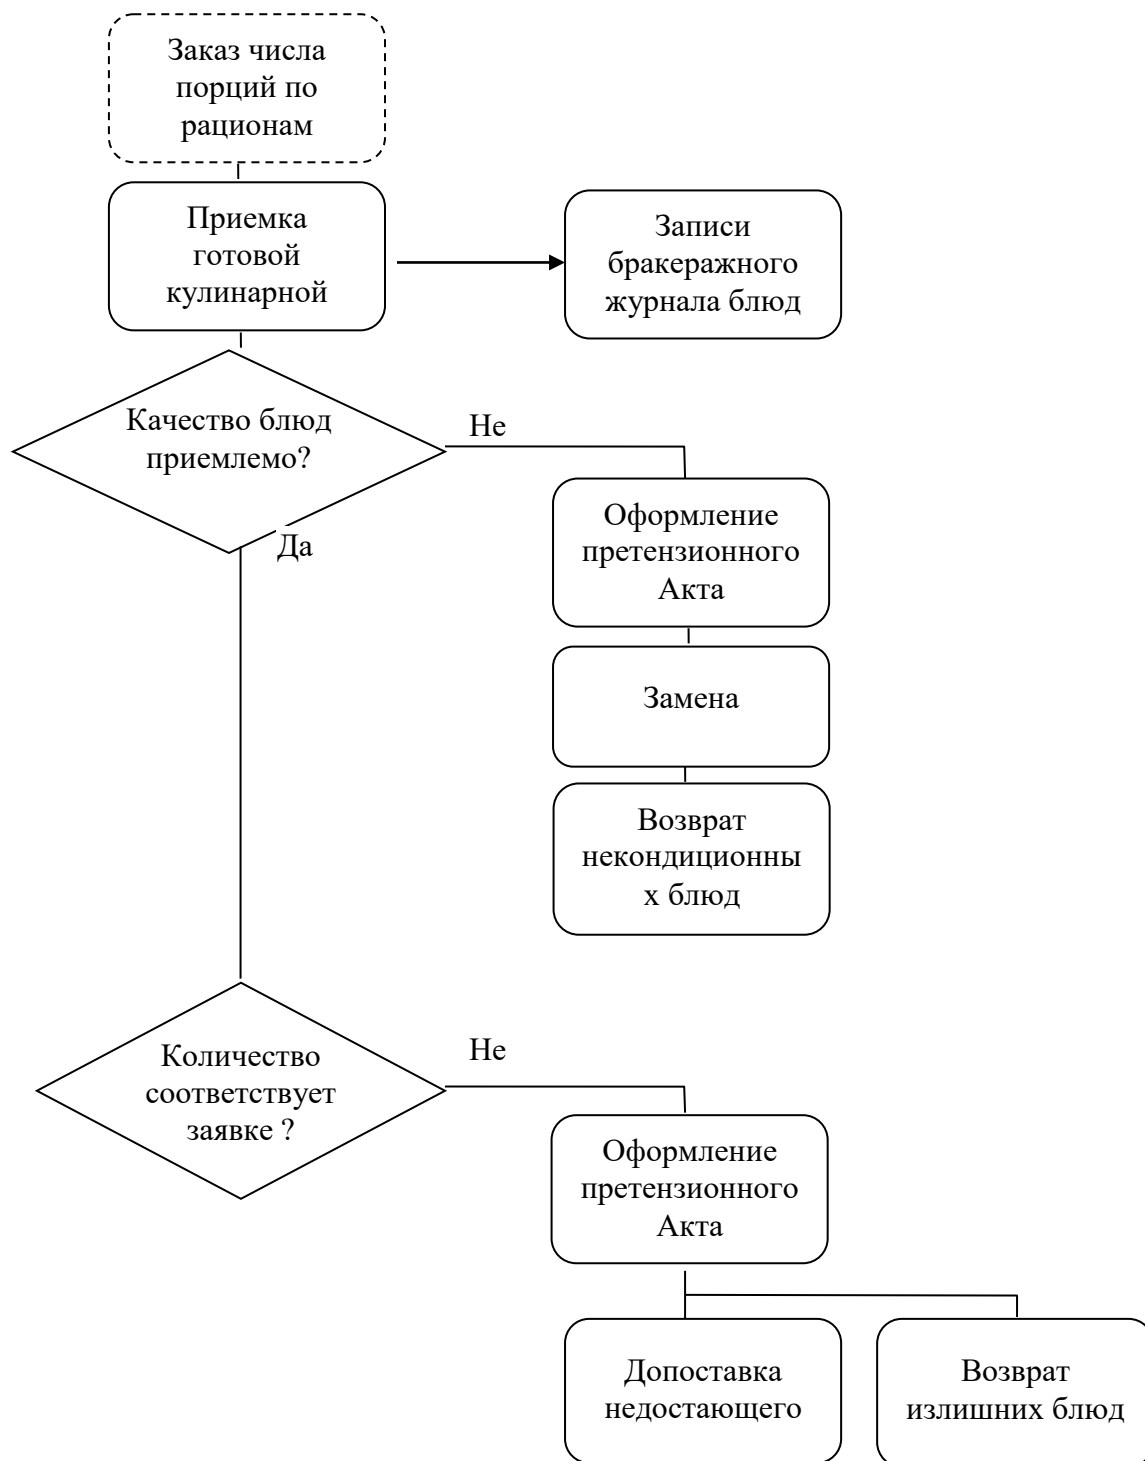 Заказ числа
порций по
рационам
Приемка
готовой
кулинарной
Записи
бракеражного
журнала блюд
Качество блюд
приемлемо?
Не
Да
Оформление
претензионного
Акта
Замена
Возврат
некондиционны
х блюд
Количество
соответствует
заявке ?
Не
Оформление
претензионного
Акта
Допоставка
недостающего
Возврат
излишних блюд